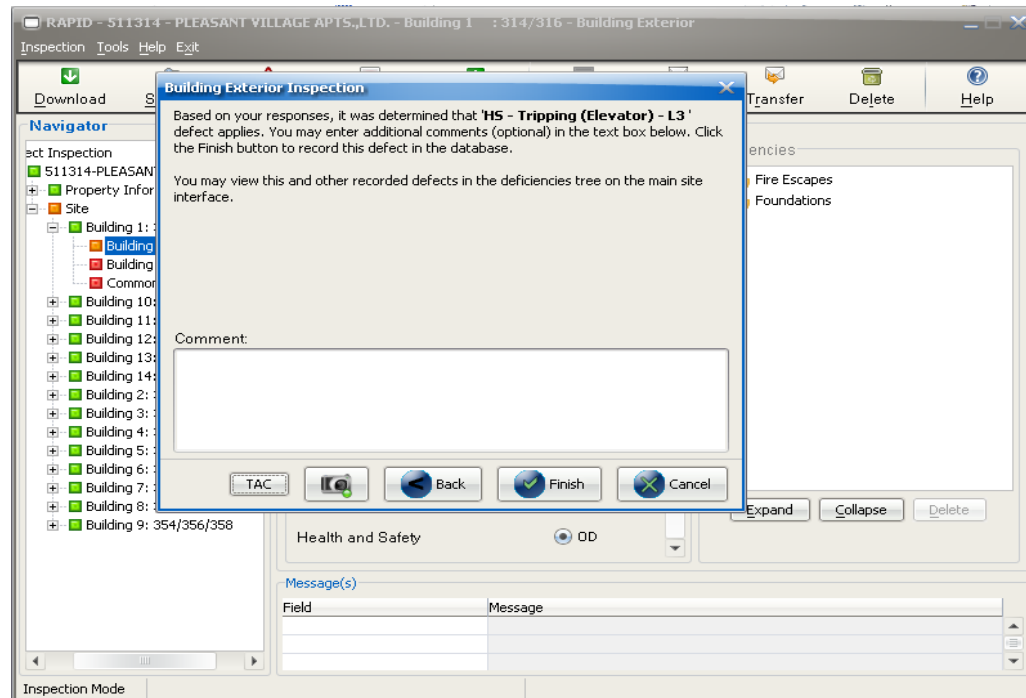 RAPID - 511314 - PLEASANT VILLAGE APTS.,LTD. - Building 1 : 314/316 - Building Exterior
Inspection Tools Help Exit
Download
Transfer
Delete
Help
Building Exterior Inspection
Based on your responses, it was determined that 'HS - Tripping (Elevator) - L3 '
defect applies. You may enter additional comments (optional) in the text box below. Click
the Finish button to record this defect in the database.
You may view this and other recorded defects in the deficiencies tree on the main site
interface.
Comment:
TAC
Back
Finish
Cancel
Navigator
ect Inspection
511314-PLEASAN
Property Infor
Site
Building 1:
Building
Building
Common
Building 10:
Building 11:
Building 12:
Building 13:
Building 14:
Building 2:
Building 3:
Building 4:
Building 5:
Building 6:
Building 7:
Building 8:
Building 9: 354/356/358
encies
Fire Escapes
Foundations
Expand
Collapse
Delete
Health and Safety
OD
Message(s)
Field Message
Inspection Mode